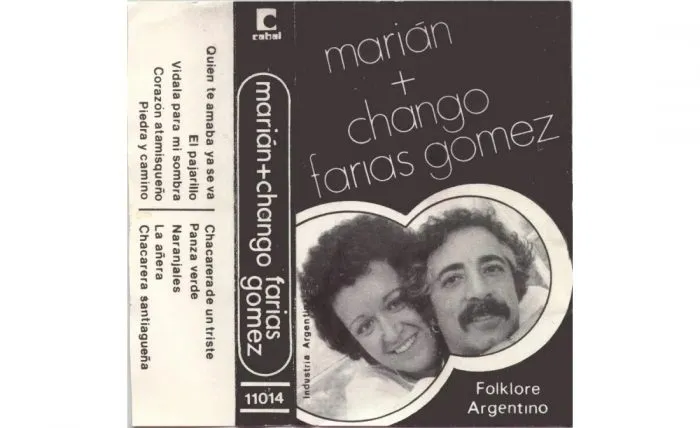 Quien te amaba ya se va
El pajarillo
Vidala para mi sombra
Corazón atamisqueño
Piedra y camino
Chacarera de un triste
Panza verde
Naranjales
La añera
Chacarera santiagueña
cabal
marián+chango farias gomez
11014
marián
+
chango
farias gomez
Industria Argentin
Folklore
Argentino